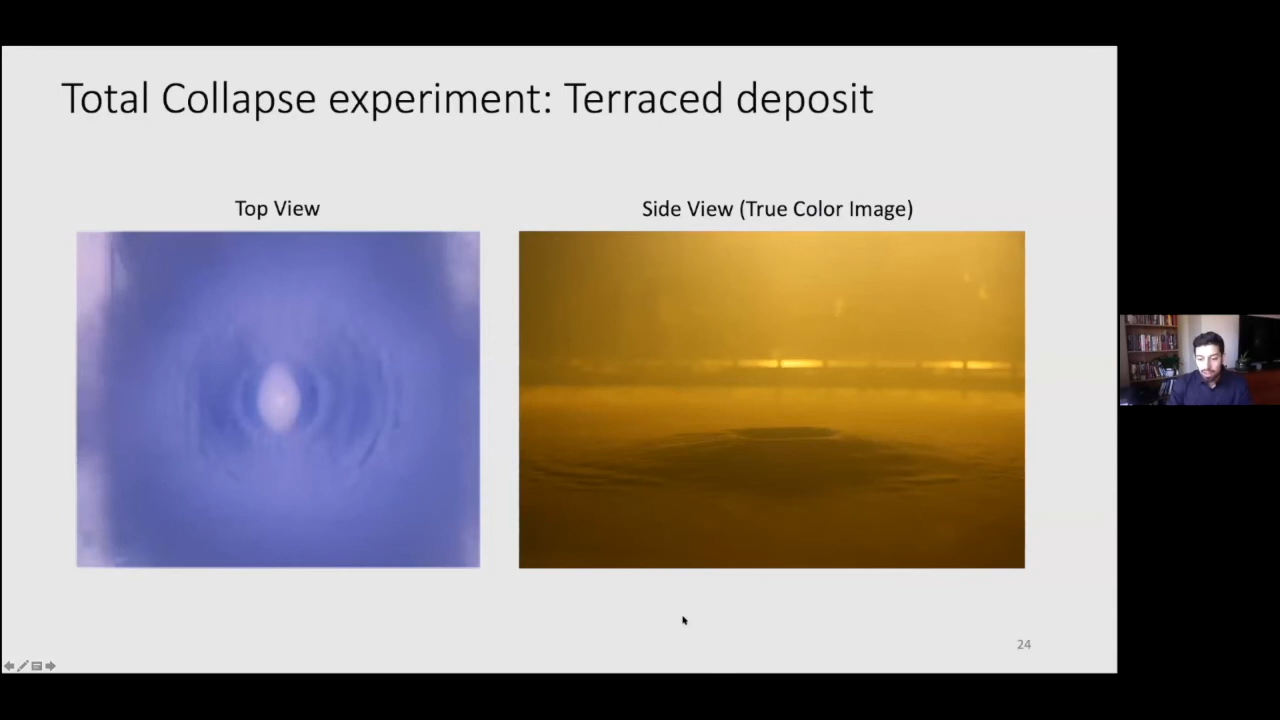 Total Collapse experiment: Terraced deposit
Top View
Side View (True Color Image)
24